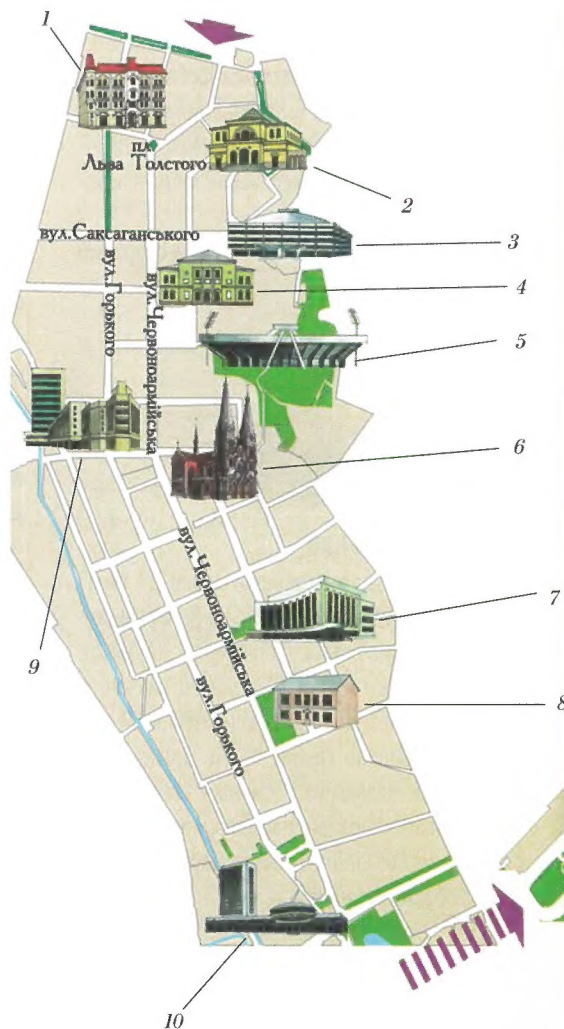 1
пл.
Льва Толстого
2
вул.Саксаганського
3
вул.Горького
вул.Червоноармійська
4
5
6
вул.Червоноармійська
7
9
вул.Горького
8
10